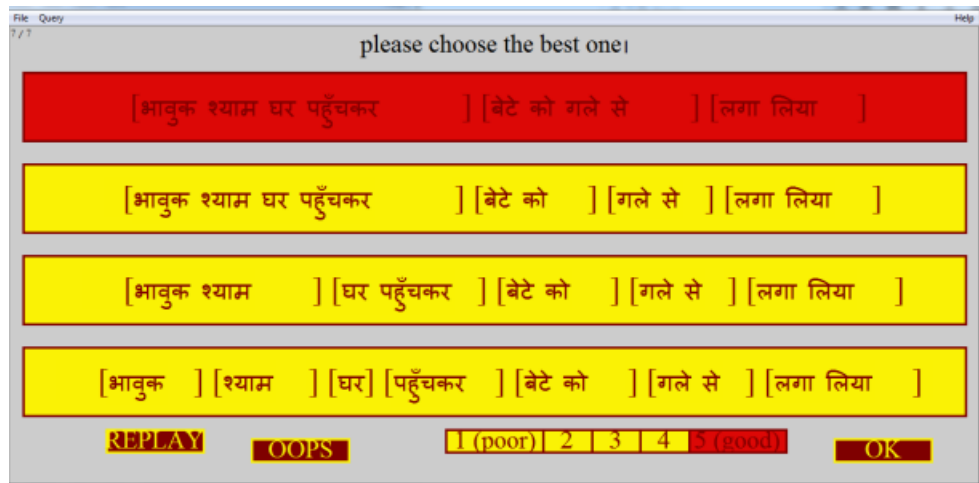 File Query Help
7 / 7
please choose the best one।
[भावुक श्याम घर पहुँचकर ] [बेटे को गले से ] [लगा लिया ]
[भावुक श्याम घर पहुँचकर ] [बेटे को ] [गले से ] [लगा लिया ]
[भावुक श्याम ] [घर पहुँचकर ] [बेटे को ] [गले से ] [लगा लिया ]
[भावुक ] [श्याम ] [घर] [पहुँचकर ] [बेटे को ] [गले से ] [लगा लिया ]
REPLAY OOPS 1 (poor) 2 3 4 5 (good) OK